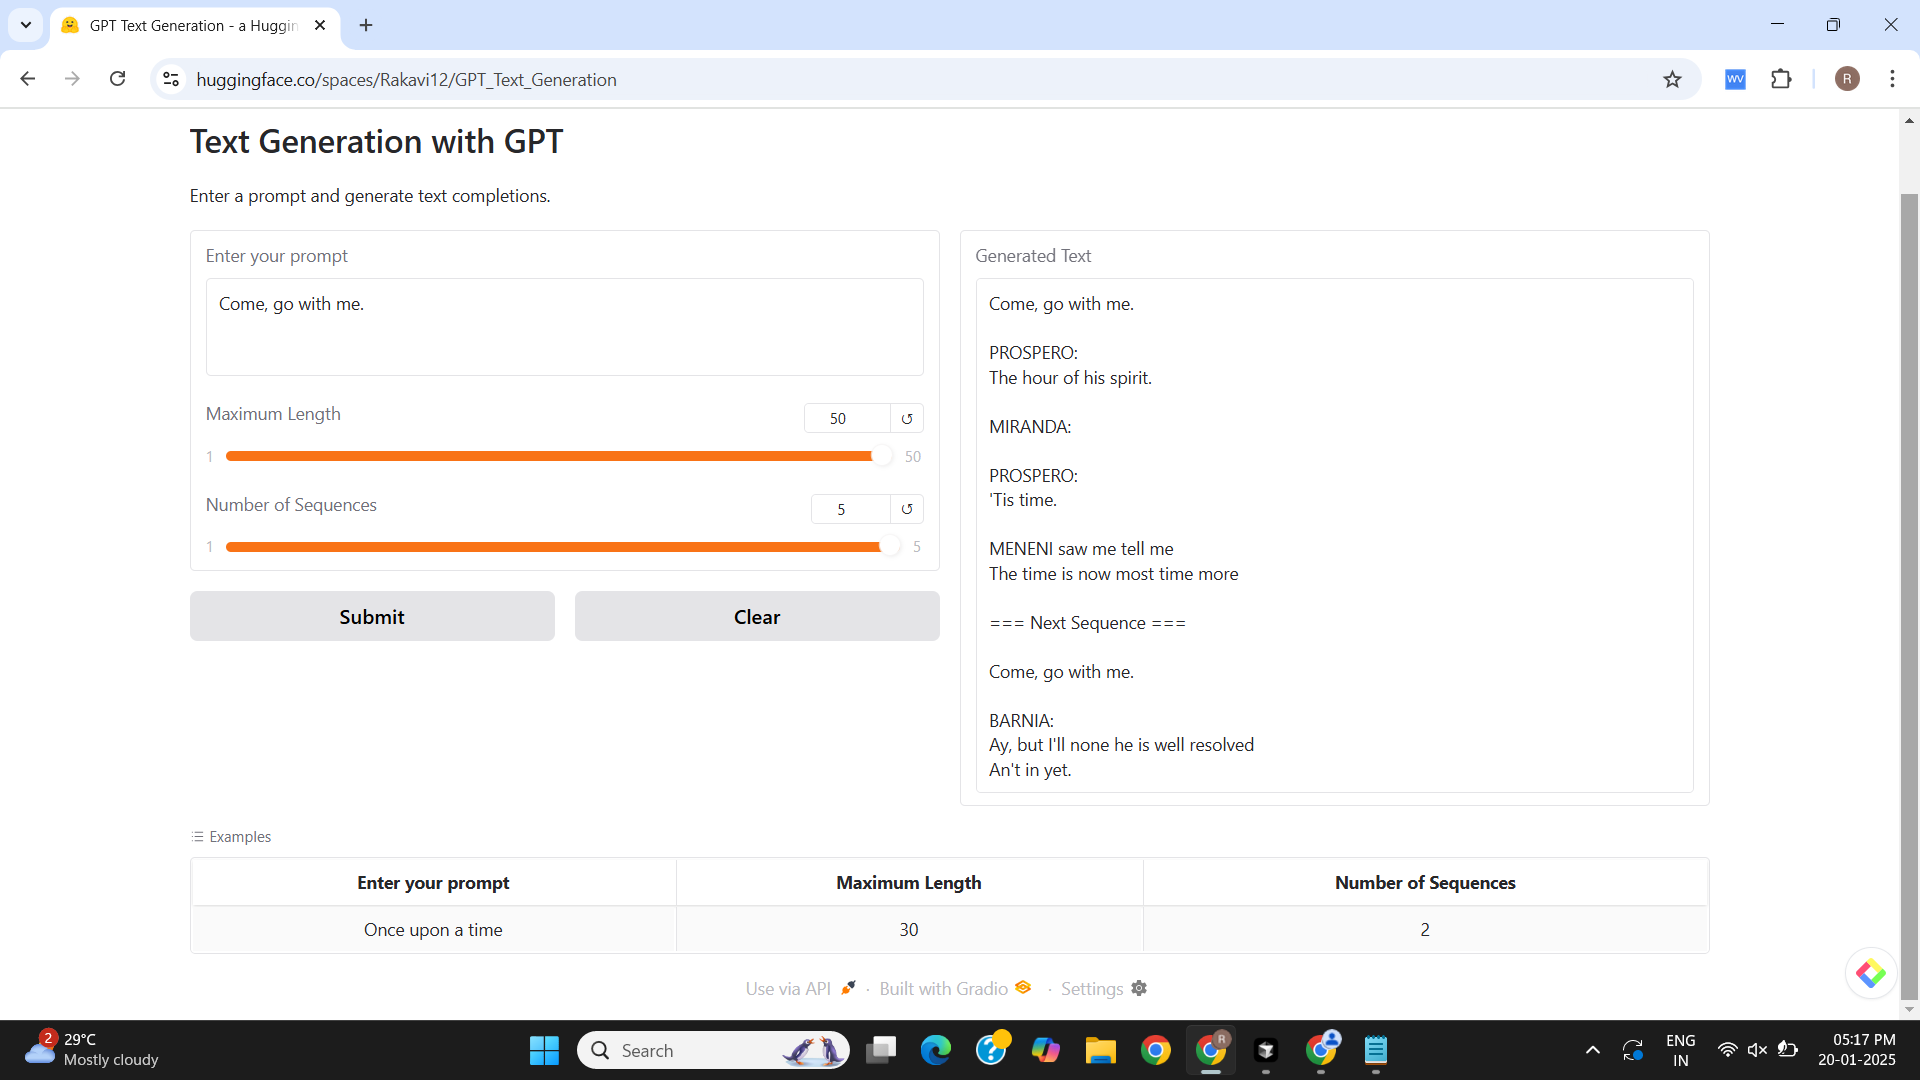 GPT Text Generation - a Huggin
huggingface.co/spaces/Rakavi12/GPT_Text_Generation
WV
R
Text Generation with GPT
Enter a prompt and generate text completions.
Enter your prompt
Come, go with me.
Maximum Length
50
↺
1
50
Number of Sequences
5
↺
1
5
Submit
Clear
Generated Text
Come, go with me.
PROSPERO:
The hour of his spirit.
MIRANDA:
PROSPERO:
'Tis time.
MENENI saw me tell me
The time is now most time more
=== Next Sequence ===
Come, go with me.
BARNIA:
Ay, but I'll none he is well resolved
An't in yet.
Examples
Enter your prompt Maximum Length Number of Sequences
Once upon a time 30 2
Use via API · Built with Gradio · Settings
2
29°C
Mostly cloudy
Search
R
ENG
IN
05:17 PM
20-01-2025